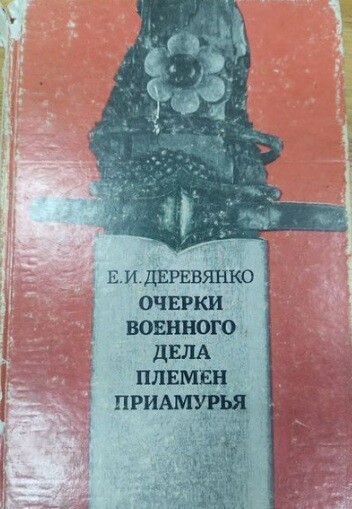 Е.И.ДЕРЕВЯНКО
ОЧЕРКИ
ВОЕННОГО
ДЕЛА
ПЛЕМЕН
ПРИАМУРЬЯ